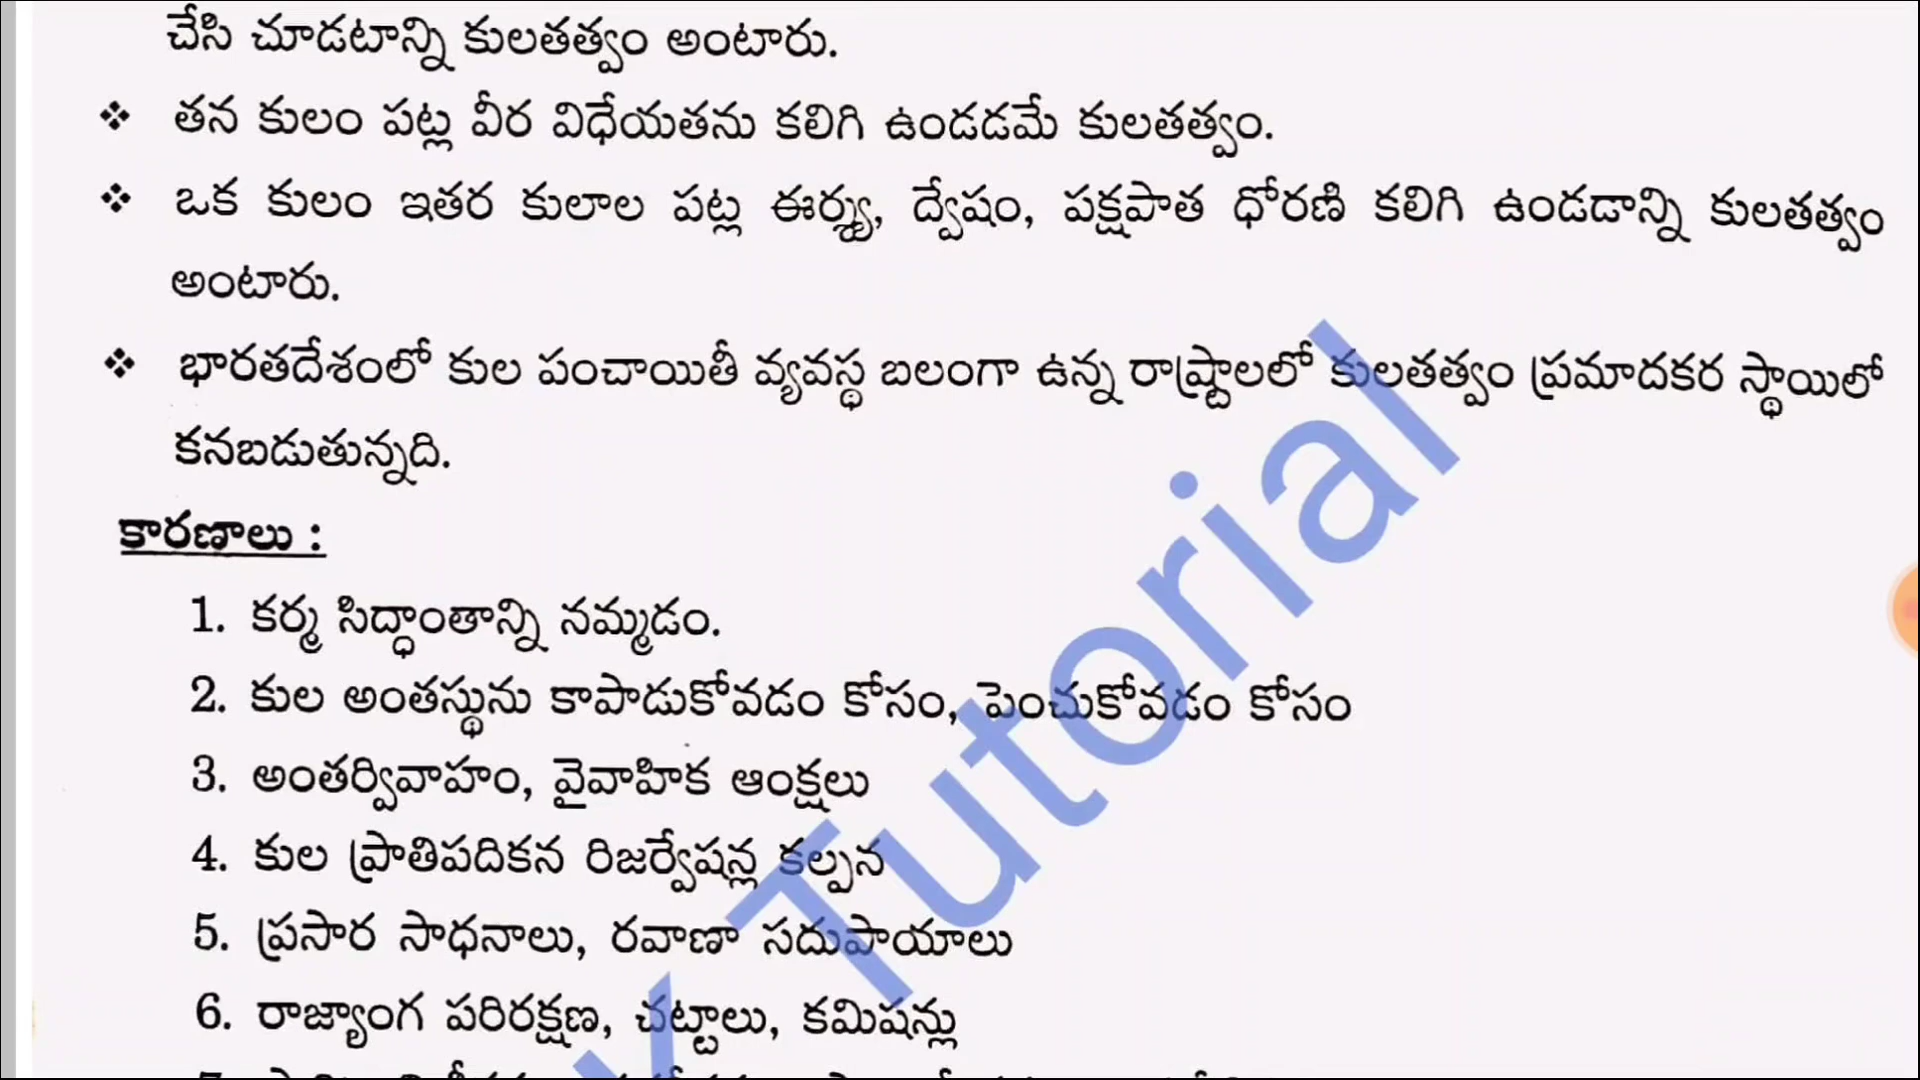 చేసి చూడటాన్ని కులతత్వం అంటారు.
❖ తన కులం పట్ల వీర విధేయతను కలిగి ఉండడమే కులతత్వం.
❖ ఒక కులం ఇతర కులాల పట్ల ఈర్ష్య, ద్వేషం, పక్షపాత ధోరణి కలిగి ఉండడాన్ని కులతత్వం
అంటారు.
❖ భారతదేశంలో కుల పంచాయితీ వ్యవస్థ బలంగా ఉన్న రాష్ట్రాలలో కులతత్వం ప్రమాదకర స్థాయిలో
కనబడుతున్నది.
కారణాలు :
1. కర్మ సిద్ధాంతాన్ని నమ్మడం.
2. కుల అంతస్థును కాపాడుకోవడం కోసం, పెంచుకోవడం కోసం
3. అంతర్వివాహం, వైవాహిక ఆంక్షలు
4. కుల ప్రాతిపదికన రిజర్వేషన్ల కల్పన
5. ప్రసార సాధనాలు, రవాణా సదుపాయాలు
6. రాజ్యాంగ పరిరక్షణ, చట్టాలు, కమిషన్లు
Tutorial